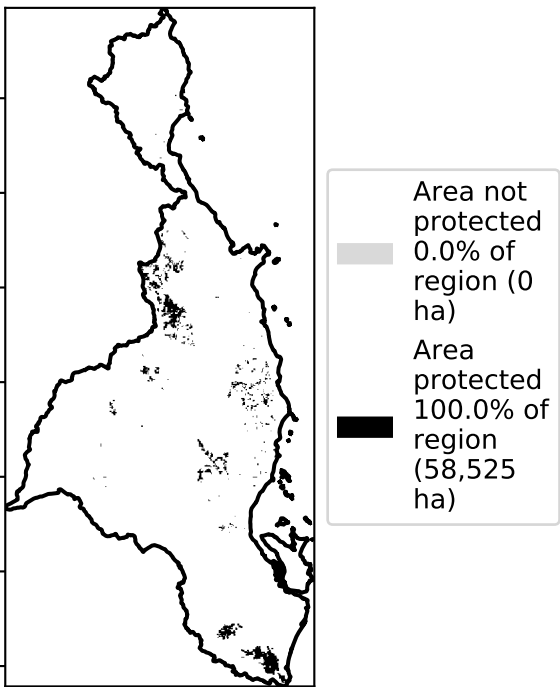 Area not
protected
0.0% of
region (0
ha)
Area
protected
100.0% of
region
(58,525
ha)